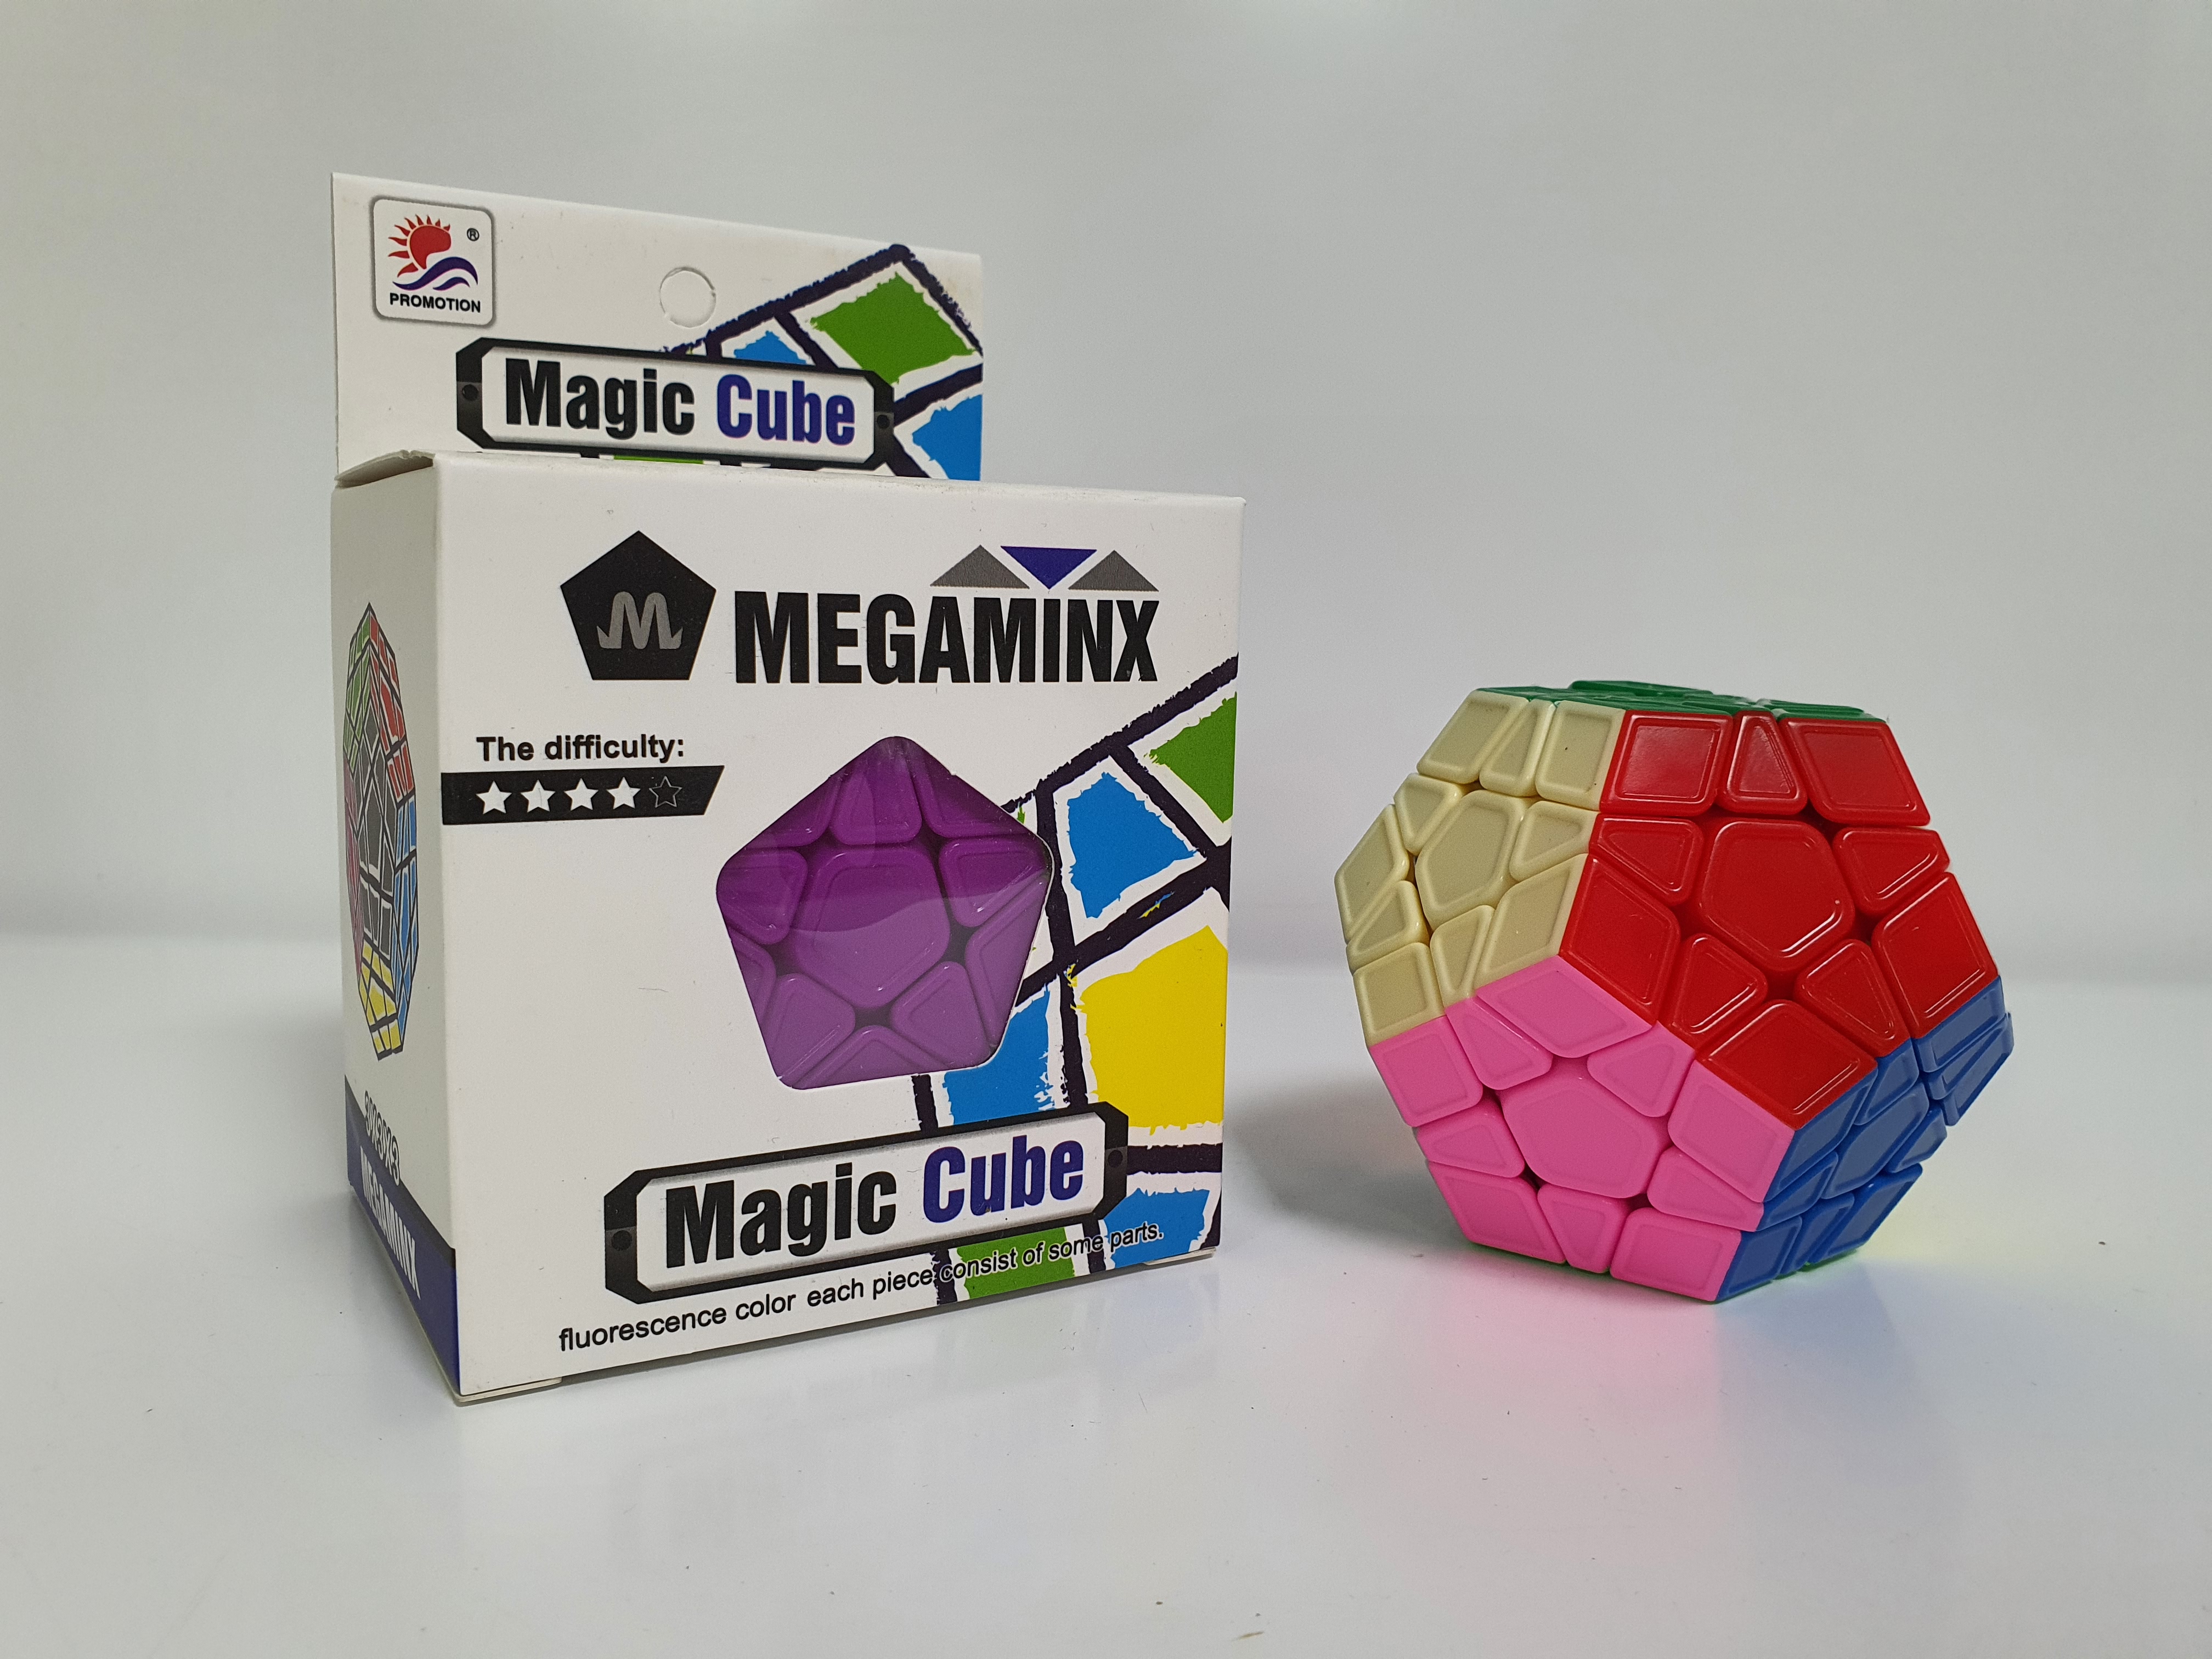 ®
PROMOTION
Magic Cube
M
MEGAMINX
The difficulty:
Magic Cube
fluorescence color each piece consist of some parts.
MEGAMINX